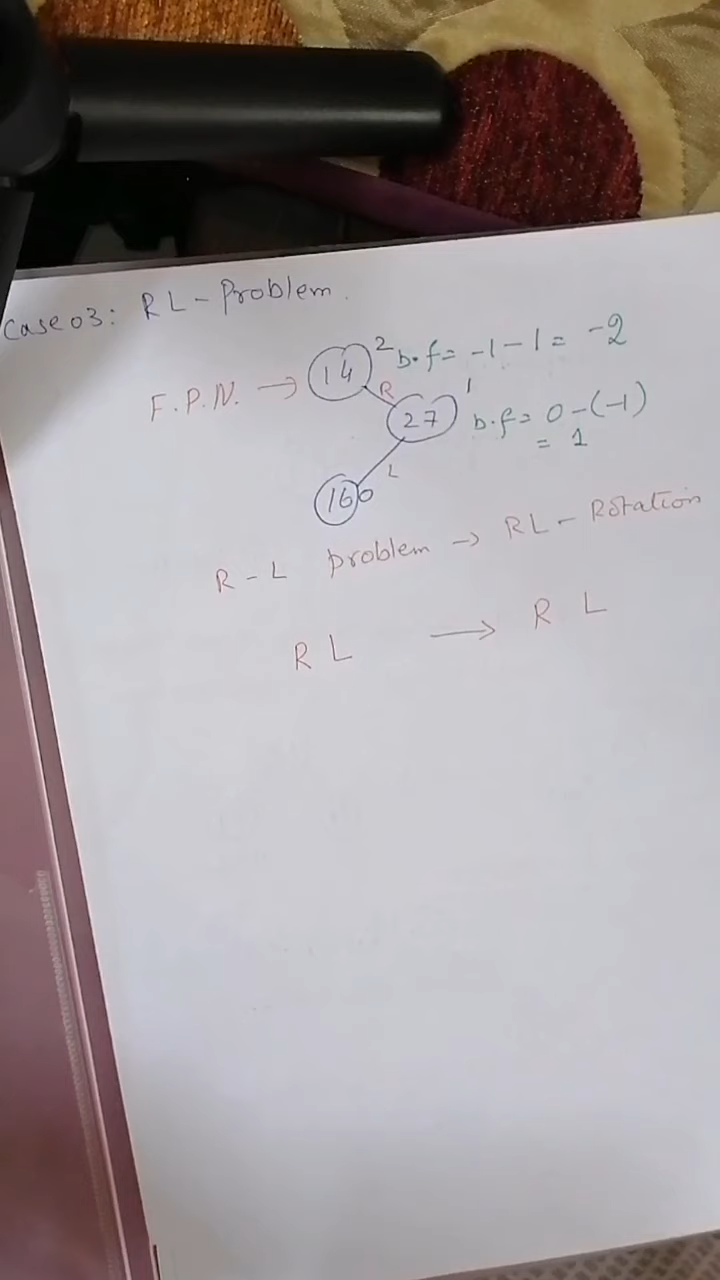 Case 03: RL - Problem.
F.P.N. → 14 2 b.f = -1 - 1 = -2
R 1
27 b.f = 0 - (-1)
= 1
L
16 0
R - L problem → RL - Rotation
R L → R L